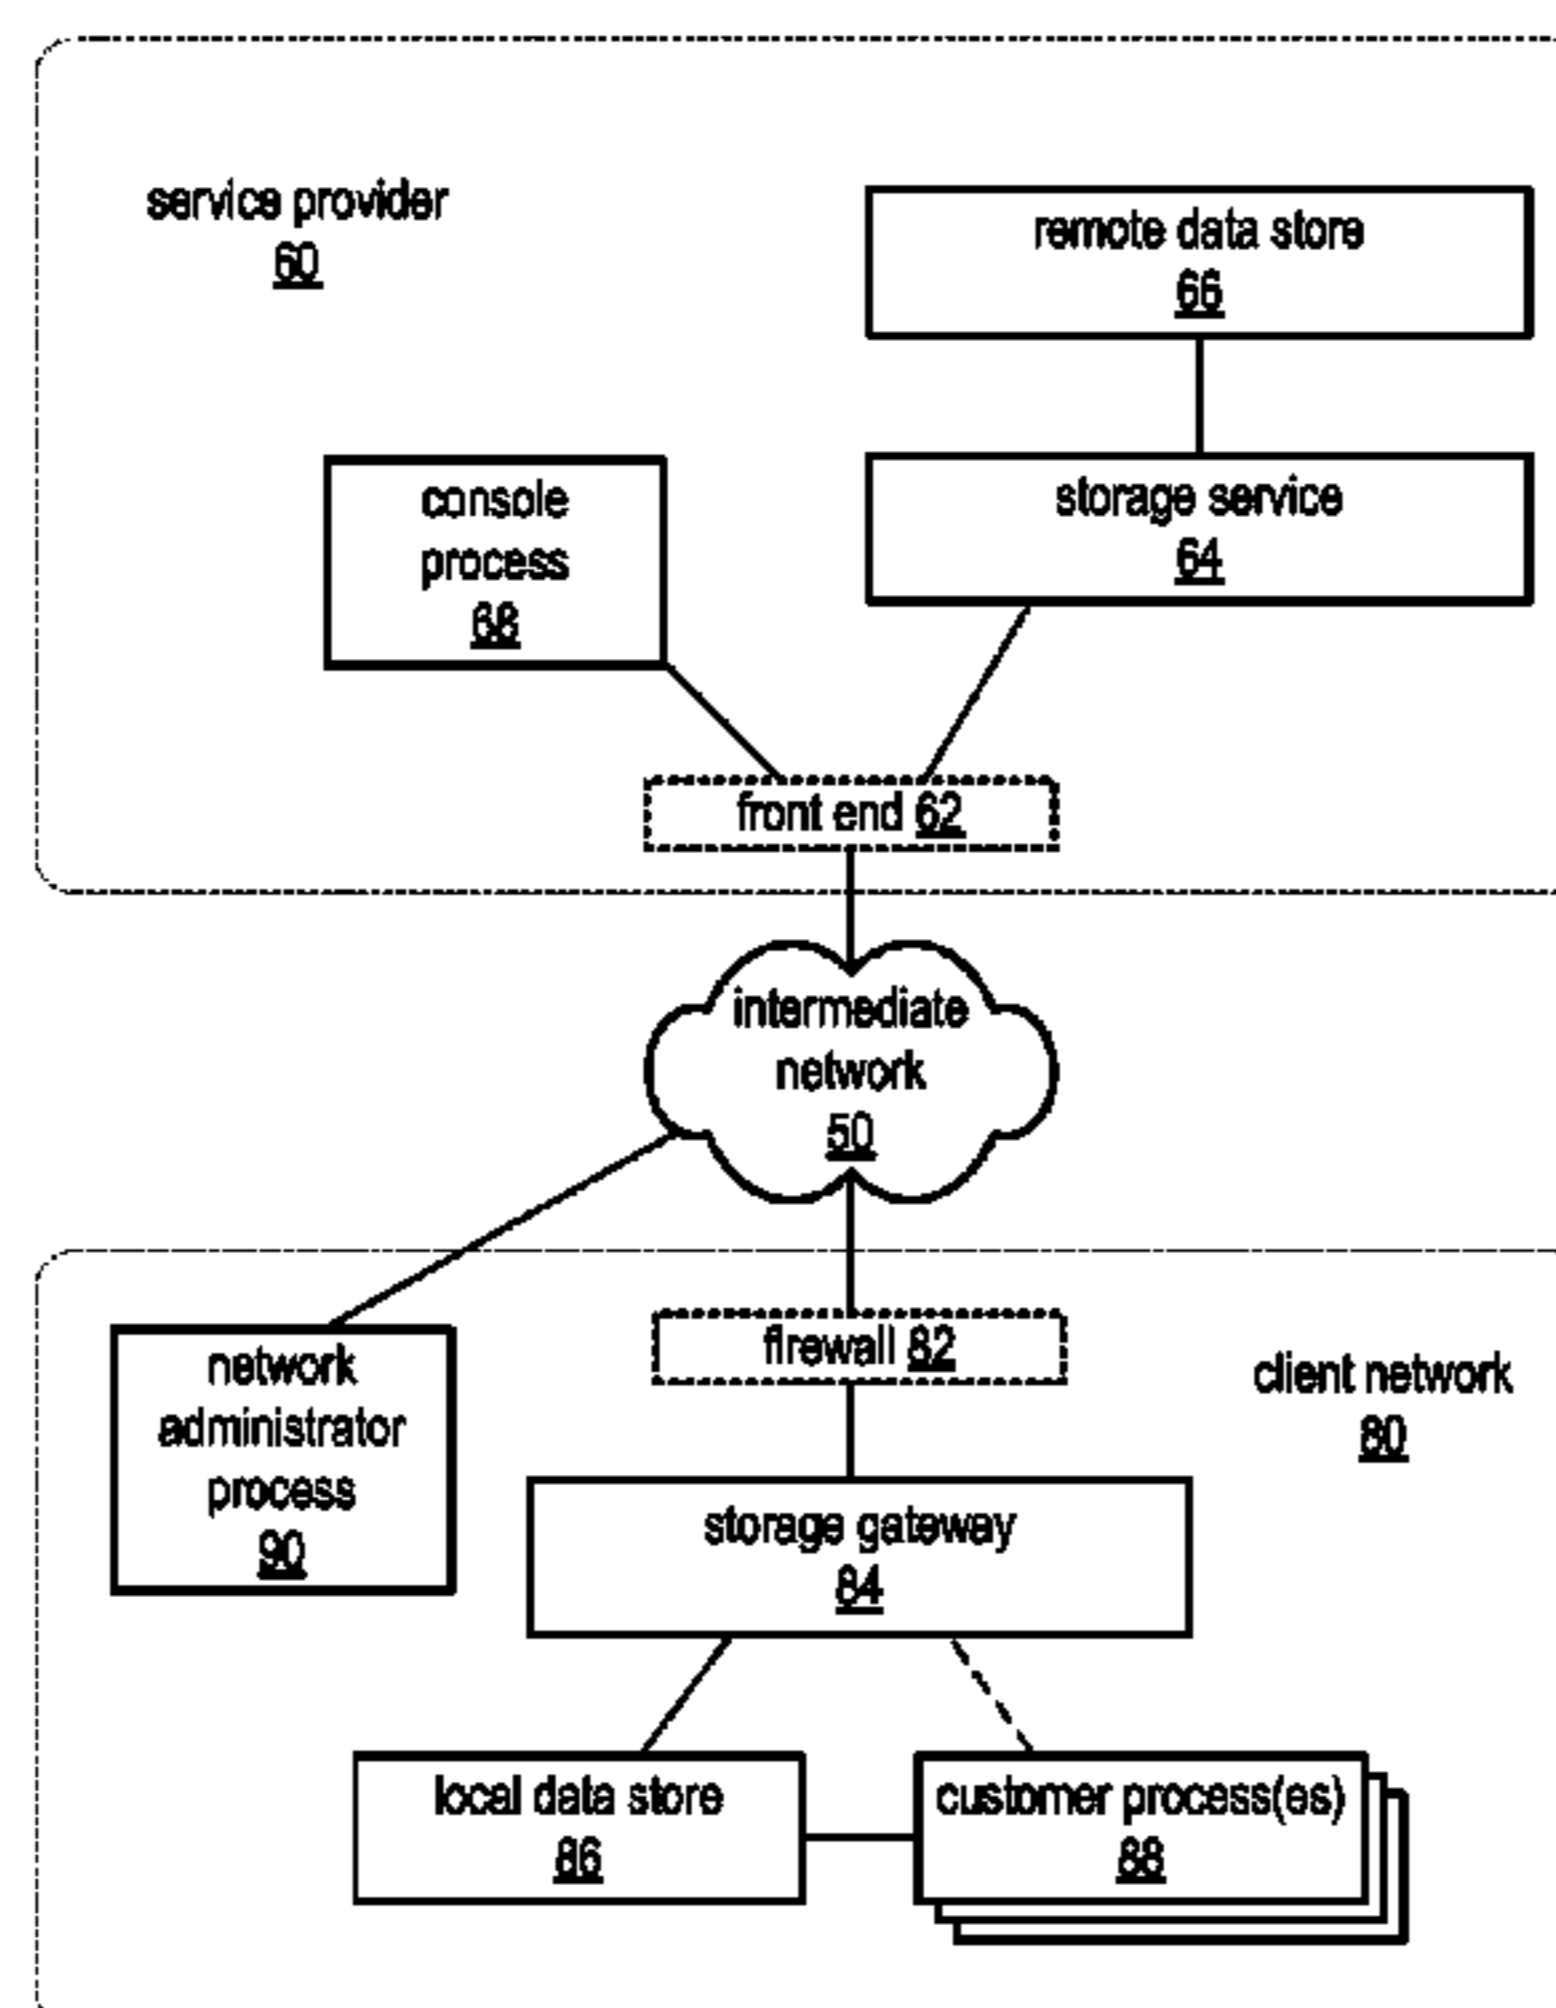 service provider
60
remote data store
66
console
process
68
storage service
64
front end 62
intermediate
network
50
firewall 82
client network
80
network
administrator
process
90
storage gateway
84
local data store
86
customer process(es)
88